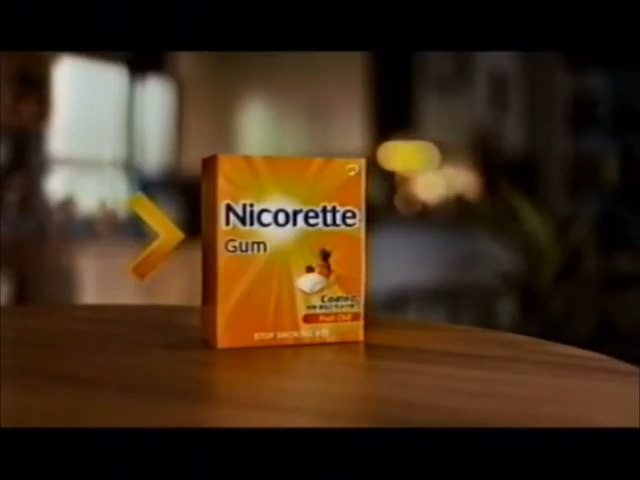 Nicorette
Gum
Coated
Fruit Chill
STOP SMOKING AID